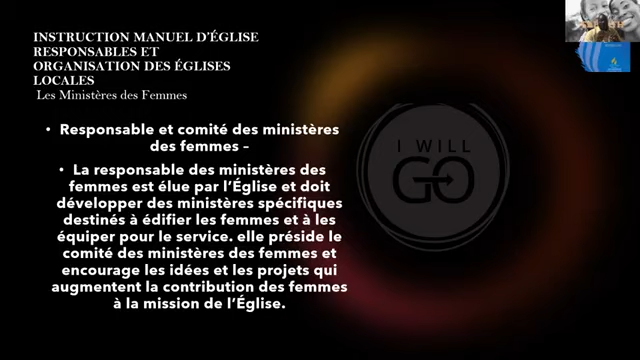 INSTRUCTION MANUEL D'ÉGLISE
RESPONSABLES ET
ORGANISATION DES ÉGLISES
LOCALES
Les Ministères des Femmes
• Responsable et comité des ministères
des femmes –
• La responsable des ministères des
femmes est élue par l'Église et doit
développer des ministères spécifiques
destinés à édifier les femmes et à les
équiper pour le service. elle préside le
comité des ministères des femmes et
encourage les idées et les projets qui
augmentent la contribution des femmes
à la mission de l'Église.
I WILL
GO